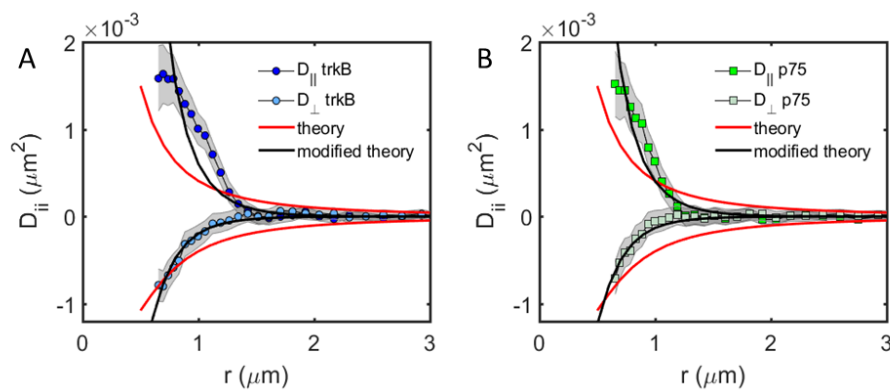 A
×10⁻³
2
1
0
-1
D_ii (μm²)
D_|| trkB
D_⊥ trkB
theory
modified theory
0
1
2
3
r (μm)
B
×10⁻³
2
1
0
-1
D_ii (μm²)
D_|| p75
D_⊥ p75
theory
modified theory
0
1
2
3
r (μm)